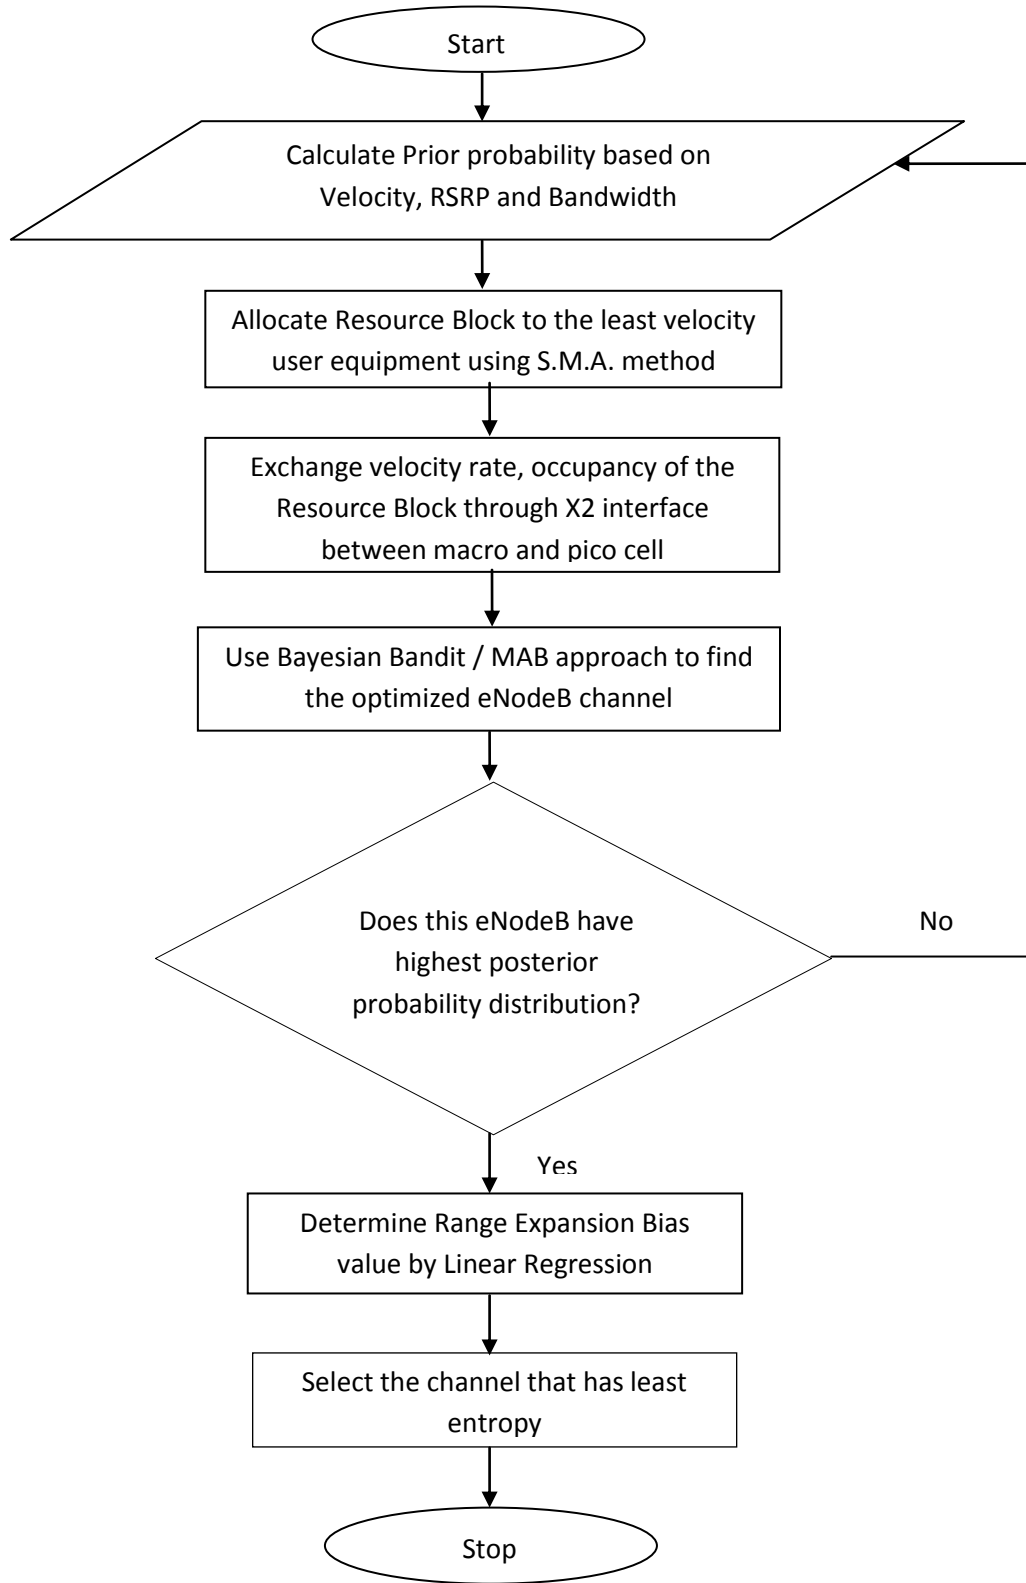 Start
Calculate Prior probability based on
Velocity, RSRP and Bandwidth
Allocate Resource Block to the least velocity
user equipment using S.M.A. method
Exchange velocity rate, occupancy of the
Resource Block through X2 interface
between macro and pico cell
Use Bayesian Bandit / MAB approach to find
the optimized eNodeB channel
Does this eNodeB have
highest posterior
probability distribution?
No
Yes
Determine Range Expansion Bias
value by Linear Regression
Select the channel that has least
entropy
Stop